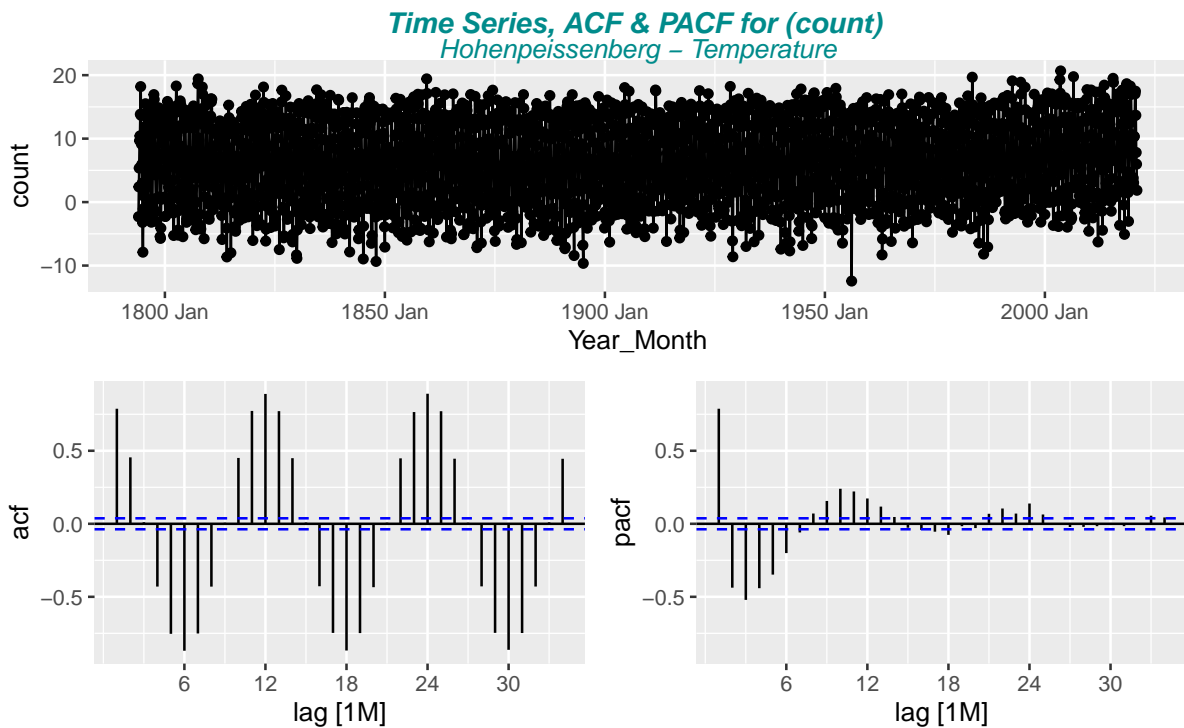 Time Series, ACF & PACF for (count)
Hohenpeissenberg − Temperature
count
20
10
0
−10
1800 Jan 1850 Jan 1900 Jan 1950 Jan 2000 Jan
Year_Month
acf
0.5
0.0
−0.5
6 12 18 24 30
lag [1M]
pacf
0.5
0.0
−0.5
6 12 18 24 30
lag [1M]